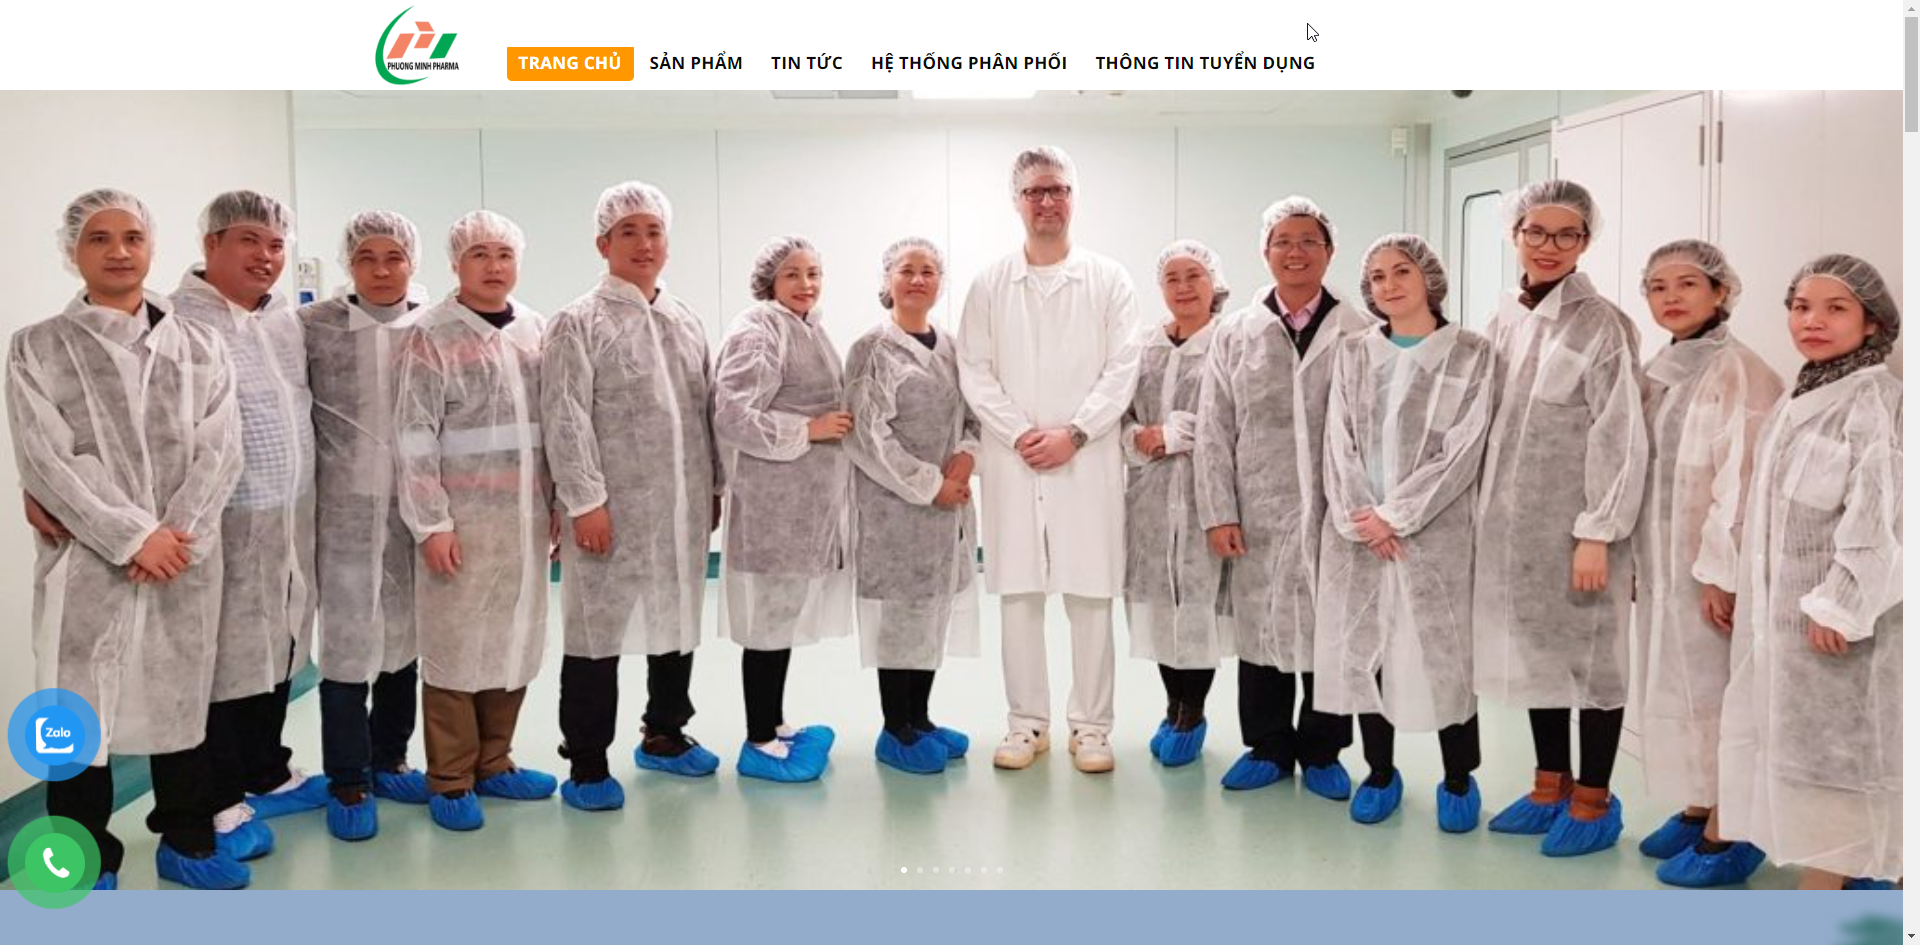 PHUONG MINH PHARMA
TRANG CHỦ
SẢN PHẨM
TIN TỨC
HỆ THỐNG PHÂN PHỐI
THÔNG TIN TUYỂN DỤNG
Zalo